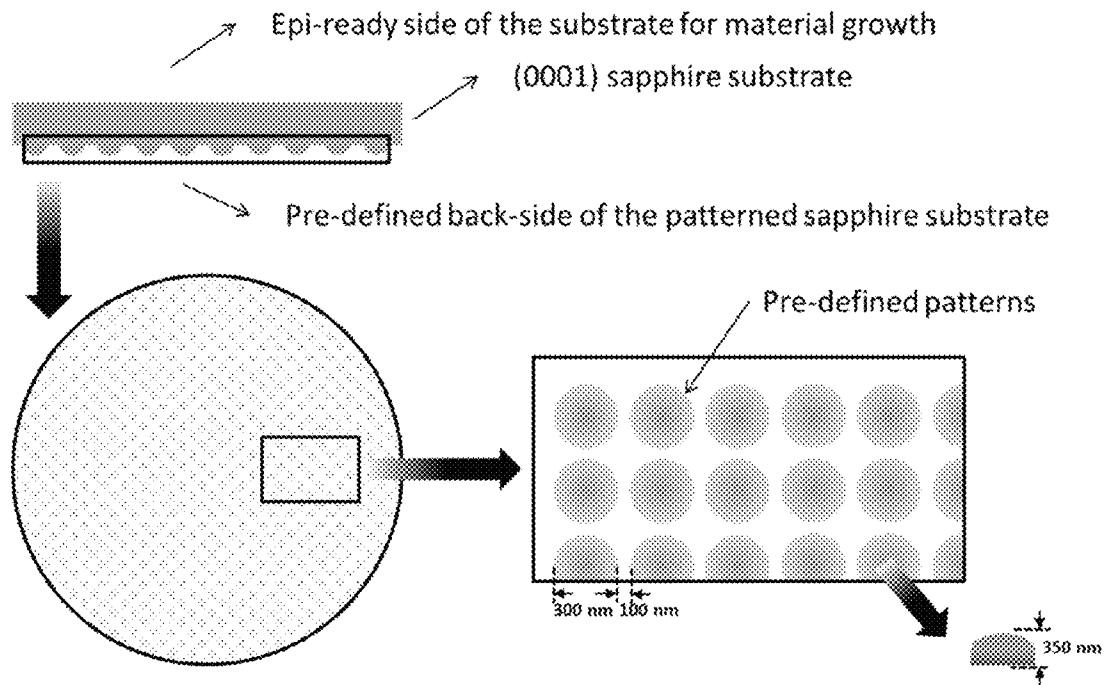 Epi-ready side of the substrate for material growth
(0001) sapphire substrate
Pre-defined back-side of the patterned sapphire substrate
Pre-defined patterns
300 nm 100 nm
350 nm